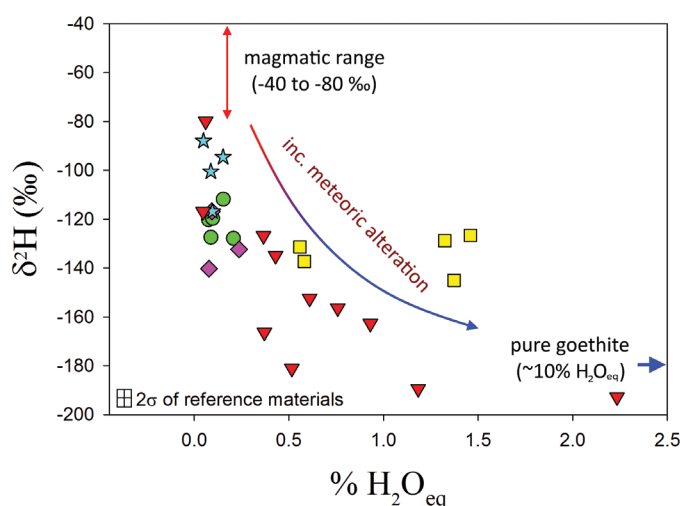 -40
-60
-80
-100
-120
-140
-160
-180
-200
δ²H (‰)
magmatic range
(-40 to -80 ‰)
inc. meteoric alteration
pure goethite
(~10% H₂Oeq)
2σ of reference materials
0.0 0.5 1.0 1.5 2.0 2.5
% H₂Oeq